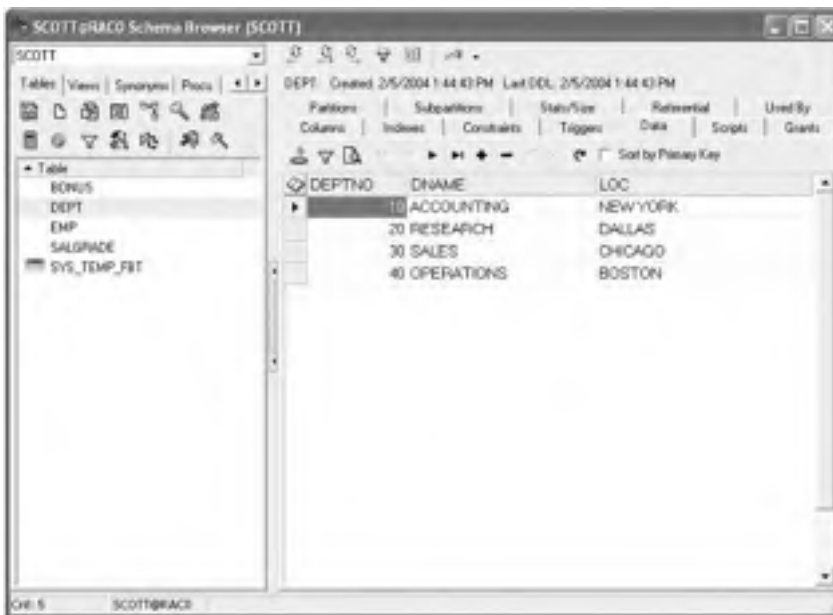 SCOTT@RAC0 Schema Browser (SCOTT)
SCOTT
Tables Views Synonyms Procs
Table
BONUS
DEPT
EMP
SALGRADE
SYS_TEMP_FBT
DEPT: Created: 2/5/2004 1:44:43 PM Last DDL: 2/5/2004 1:44:43 PM
Partitions Subpartitions Stats/Size Referential Used By
Columns Indexes Constraints Triggers Data Scripts Grants
Sort by Primary Key
DEPTNO DNAME LOC
10 ACCOUNTING NEW YORK
20 RESEARCH DALLAS
30 SALES CHICAGO
40 OPERATIONS BOSTON
Cnt: 5 SCOTT@RAC0